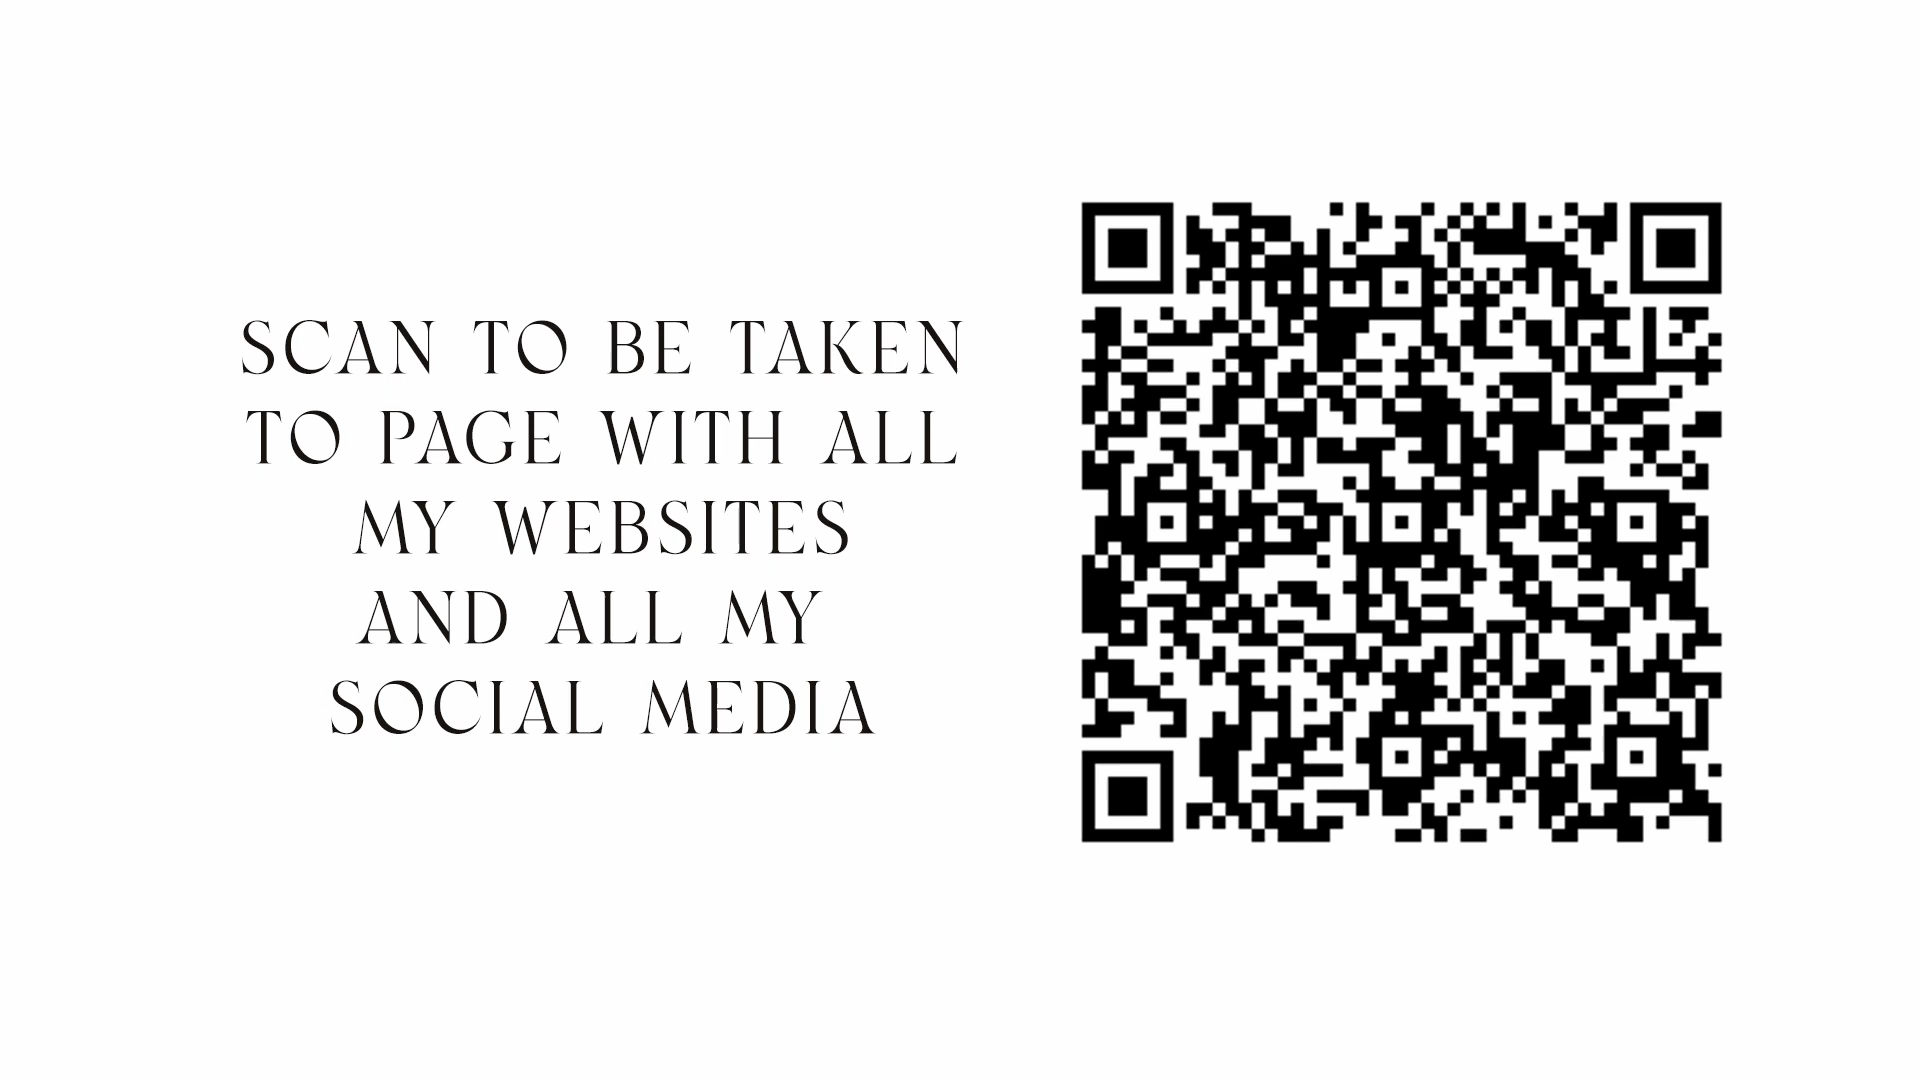 SCAN TO BE TAKEN
TO PAGE WITH ALL
MY WEBSITES
AND ALL MY
SOCIAL MEDIA